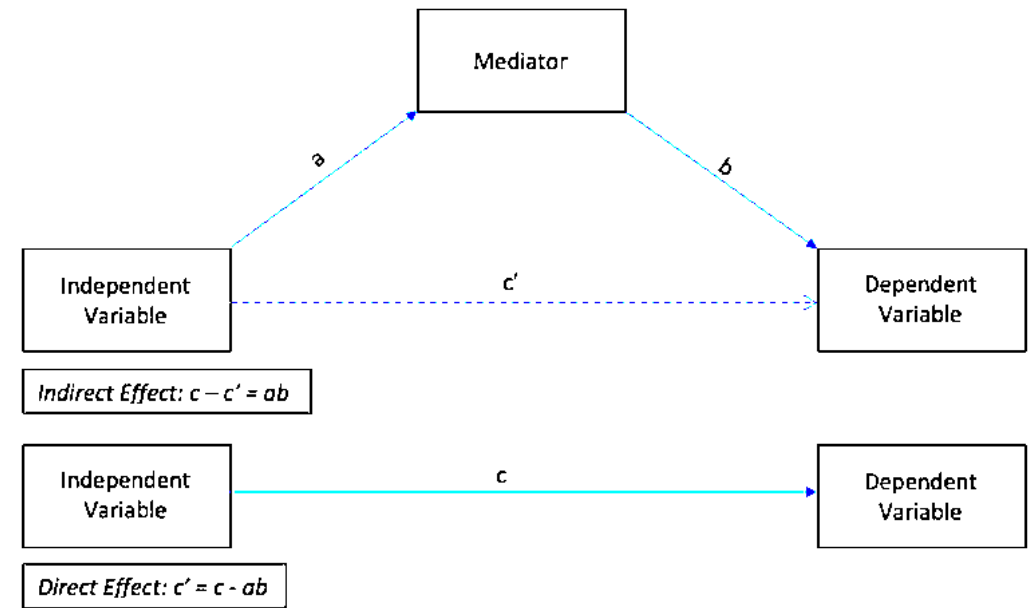 Mediator
a
b
Independent
Variable
c'
Dependent
Variable
Indirect Effect: c – c' = ab
Independent
Variable
c
Dependent
Variable
Direct Effect: c' = c - ab